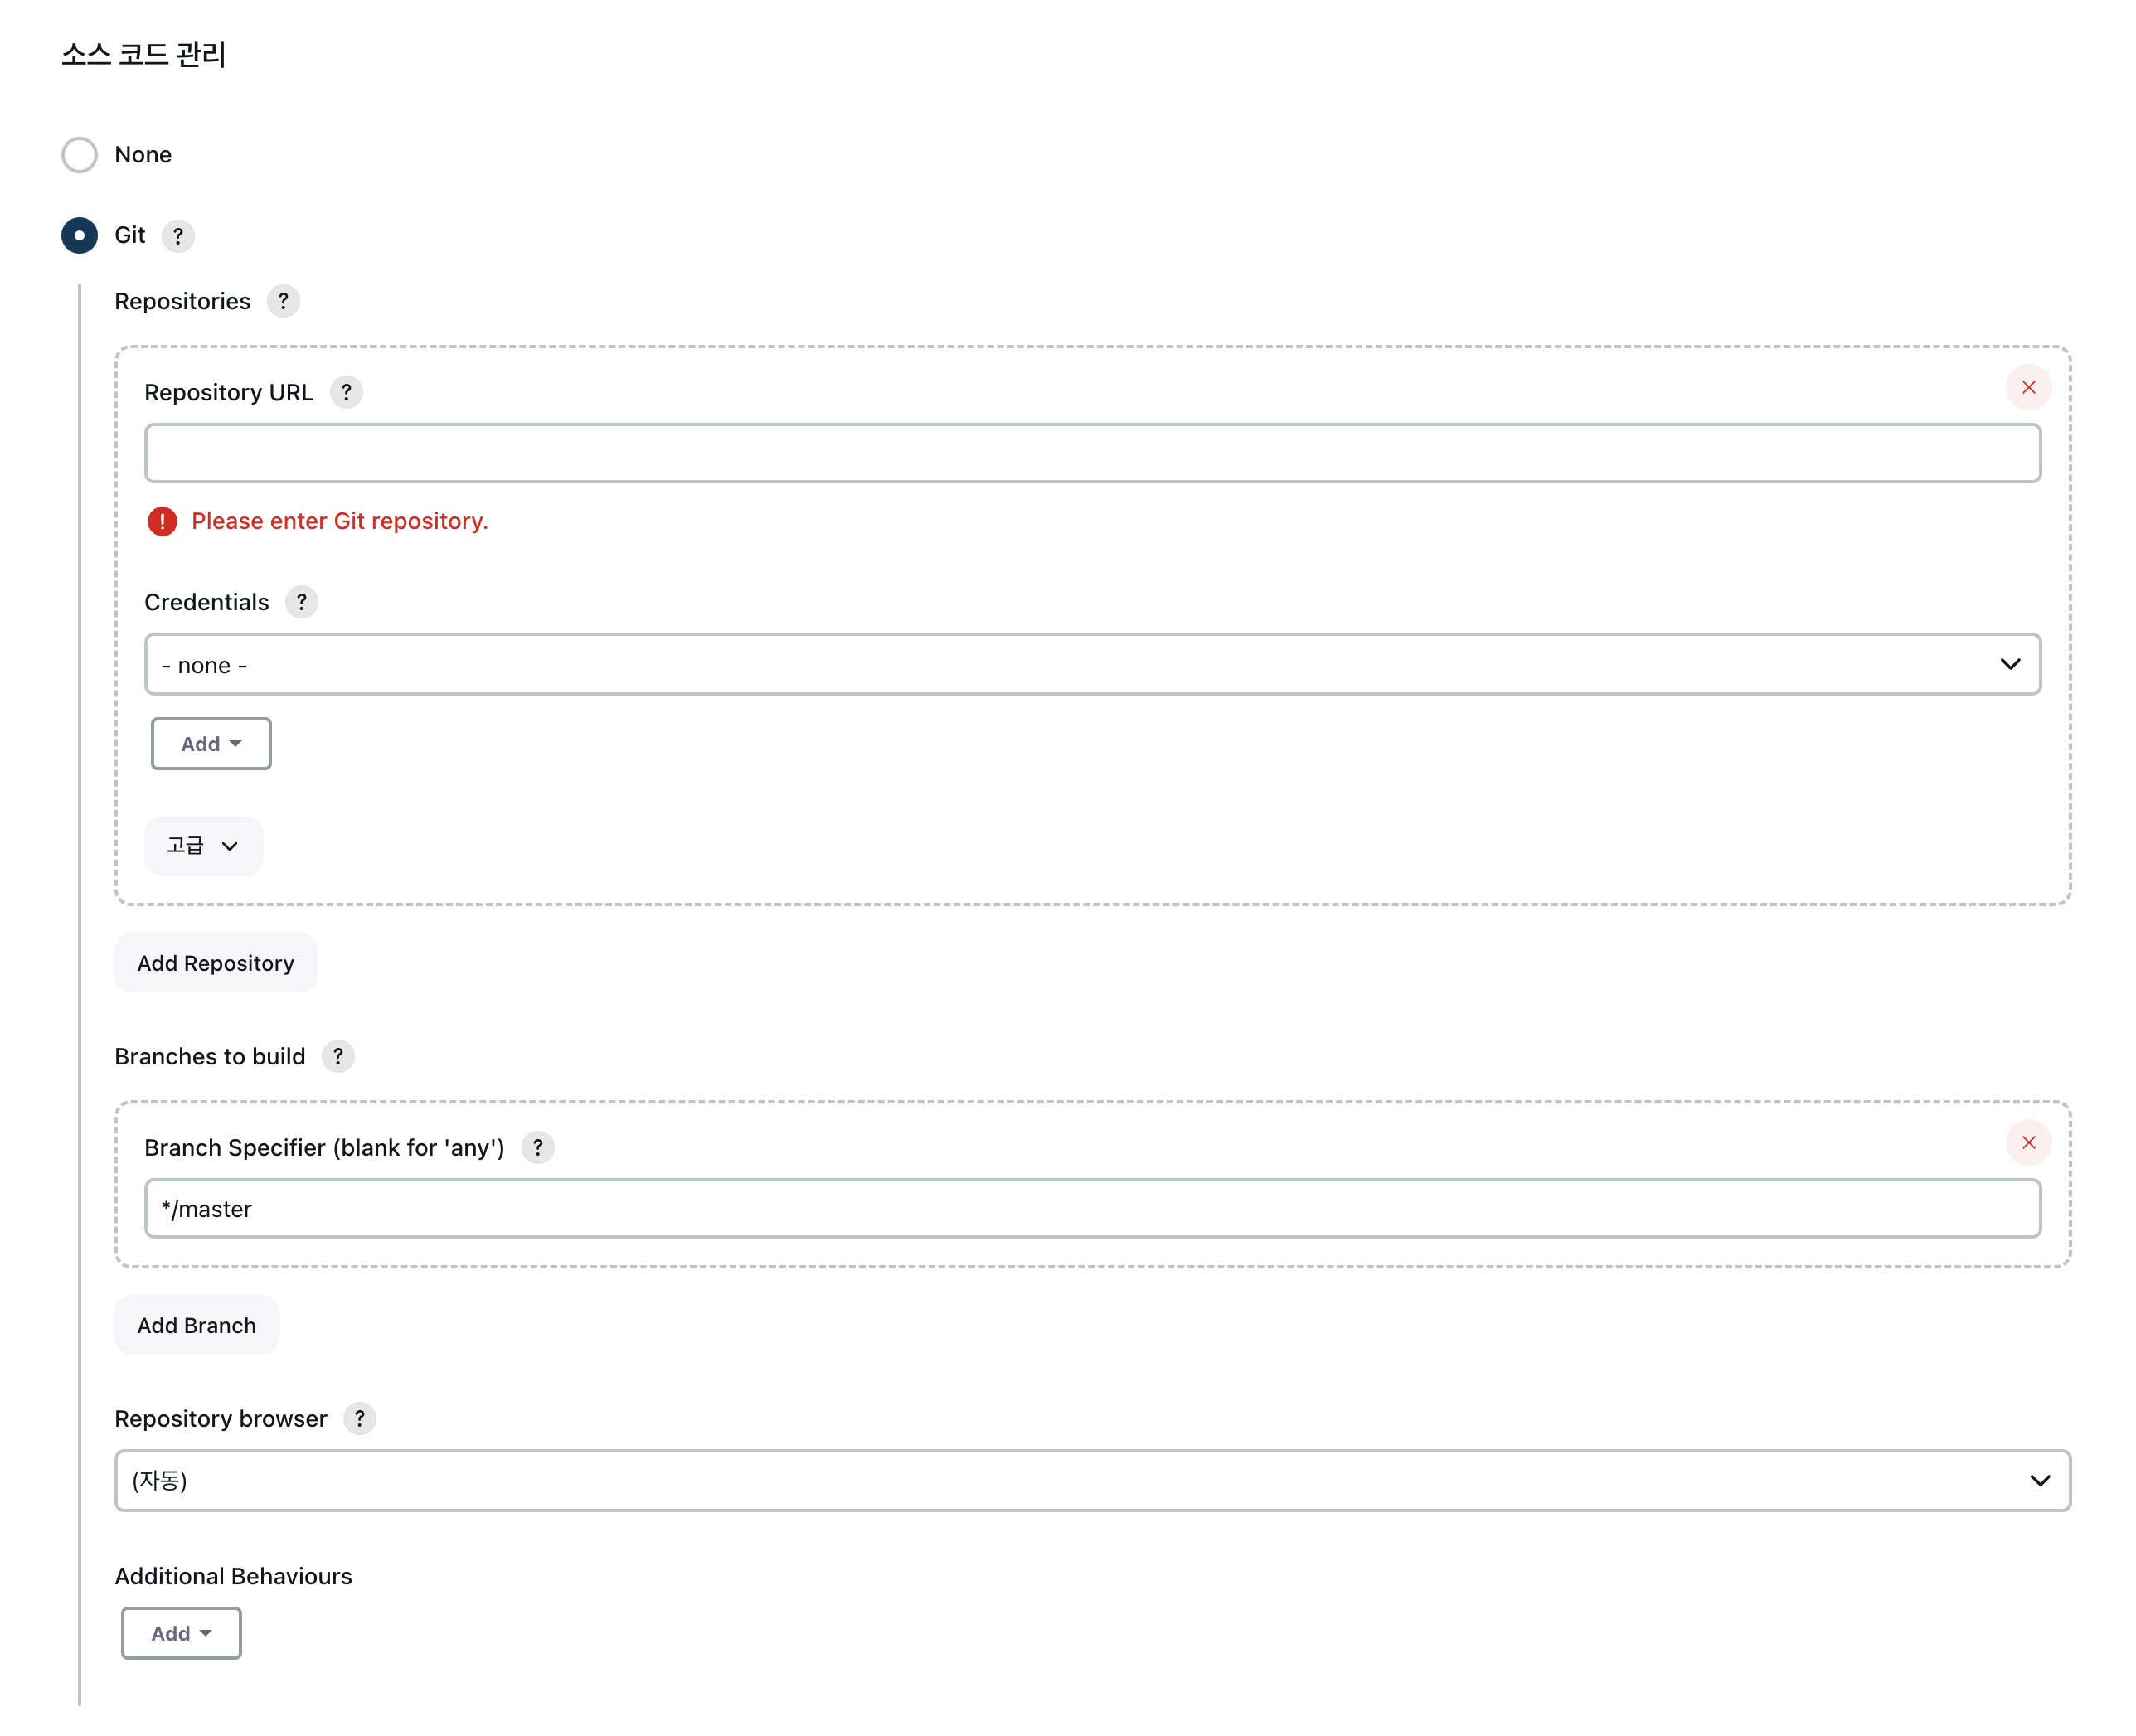 소스 코드 관리
None
Git ?
Repositories ?
Repository URL ?
! Please enter Git repository.
Credentials ?
- none -
Add
고급
Add Repository
Branches to build ?
Branch Specifier (blank for 'any') ?
*/master
Add Branch
Repository browser ?
(자동)
Additional Behaviours
Add